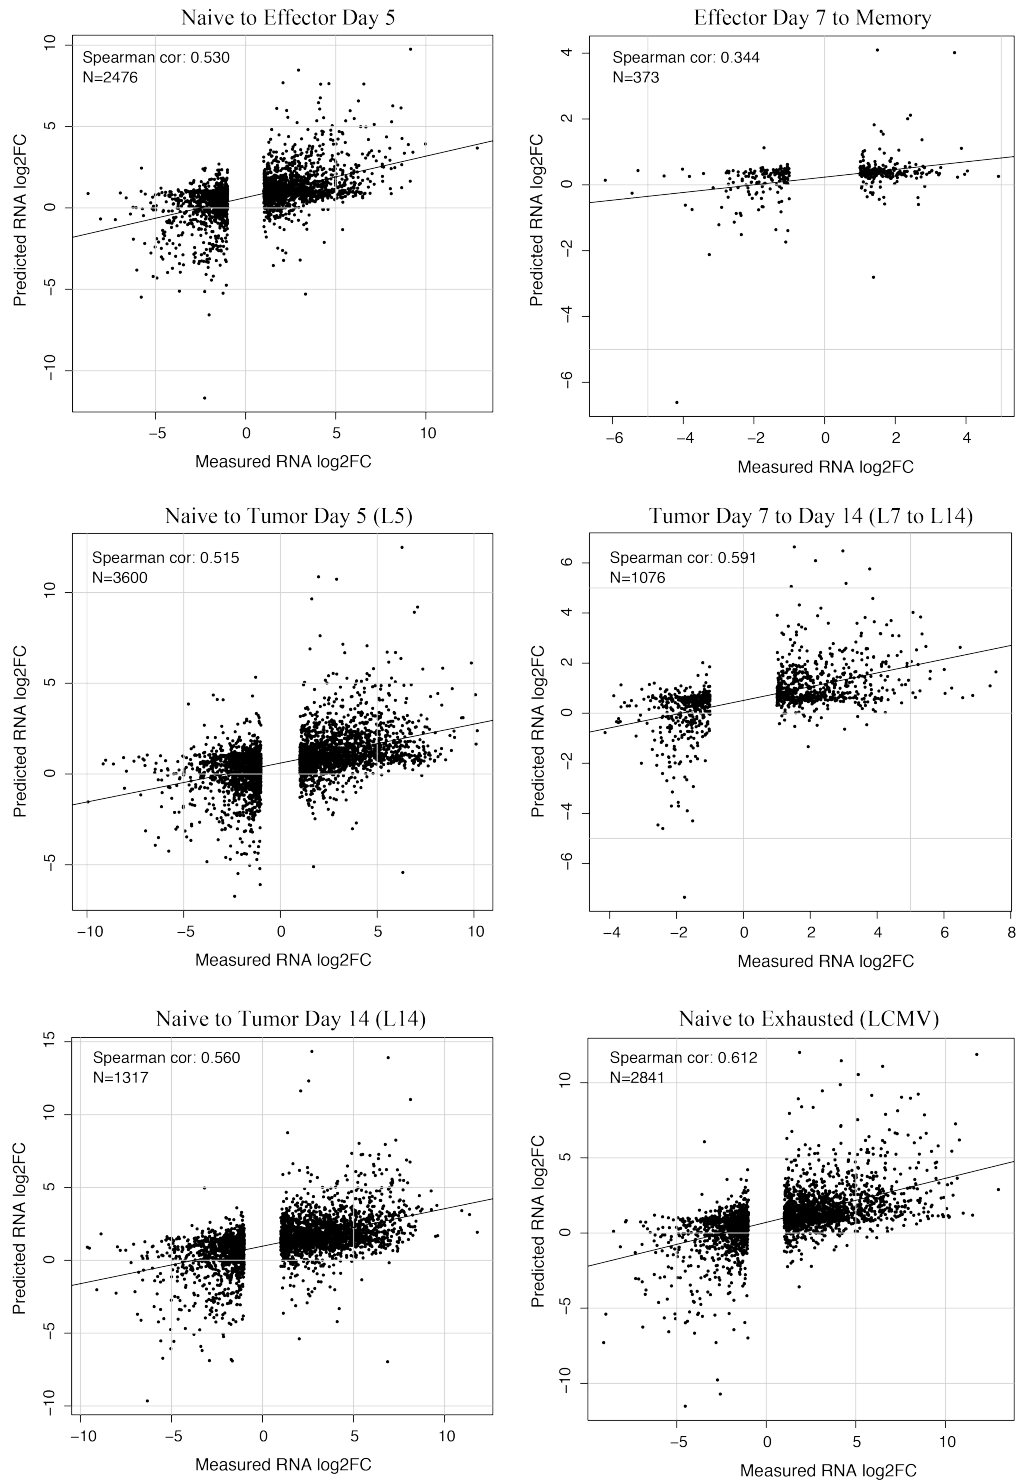 Naive to Effector Day 5
Spearman cor: 0.530
N=2476
10
5
0
−5
−10
Predicted RNA log2FC
−5 0 5 10
Measured RNA log2FC
Effector Day 7 to Memory
Spearman cor: 0.344
N=373
4
2
0
−2
−4
−6
Predicted RNA log2FC
−6 −4 −2 0 2 4
Measured RNA log2FC
Naive to Tumor Day 5 (L5)
Spearman cor: 0.515
N=3600
10
5
0
−5
Predicted RNA log2FC
−10 −5 0 5 10
Measured RNA log2FC
Tumor Day 7 to Day 14 (L7 to L14)
Spearman cor: 0.591
N=1076
6
4
2
0
−2
−4
−6
Predicted RNA log2FC
−4 −2 0 2 4 6 8
Measured RNA log2FC
Naive to Tumor Day 14 (L14)
Spearman cor: 0.560
N=1317
15
10
5
0
−5
−10
Predicted RNA log2FC
−10 −5 0 5 10
Measured RNA log2FC
Naive to Exhausted (LCMV)
Spearman cor: 0.612
N=2841
10
5
0
−5
−10
Predicted RNA log2FC
−5 0 5 10
Measured RNA log2FC